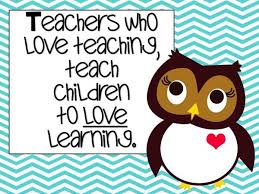 Teachers who
love teaching,
teach
children
to love
learning.